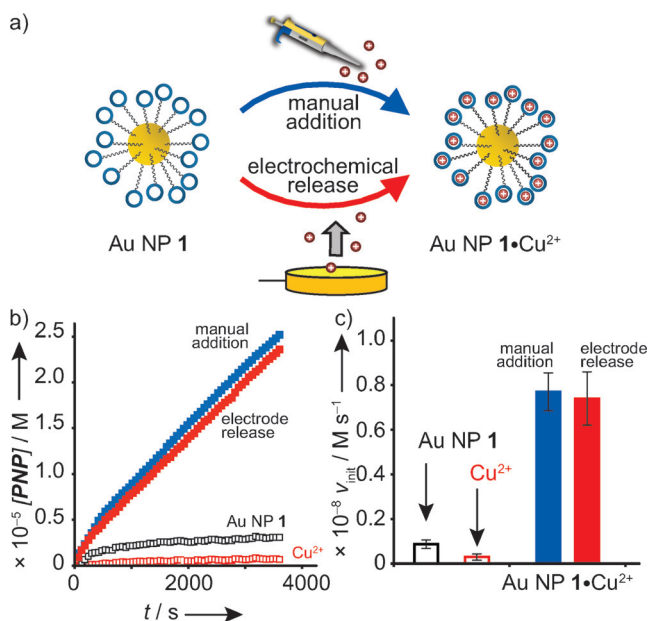 a)
manual
addition
electrochemical
release
Au NP 1
Au NP 1•Cu²⁺
b)
× 10⁻⁵ [PNP] / M
2.5
2.0
1.5
1.0
0.5
0
manual
addition
electrode
release
Au NP 1
Cu²⁺
0
2000
4000
t / s
c)
× 10⁻⁸ vinit / M s⁻¹
1.0
0.8
0.6
0.4
0.2
0
manual
addition
electrode
release
Au NP 1
Cu²⁺
Au NP 1•Cu²⁺